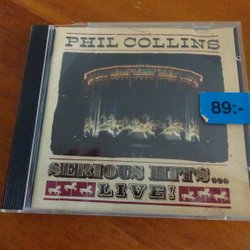 PHIL COLLINS
89:-
SERIOUS HITS...
LIVE!